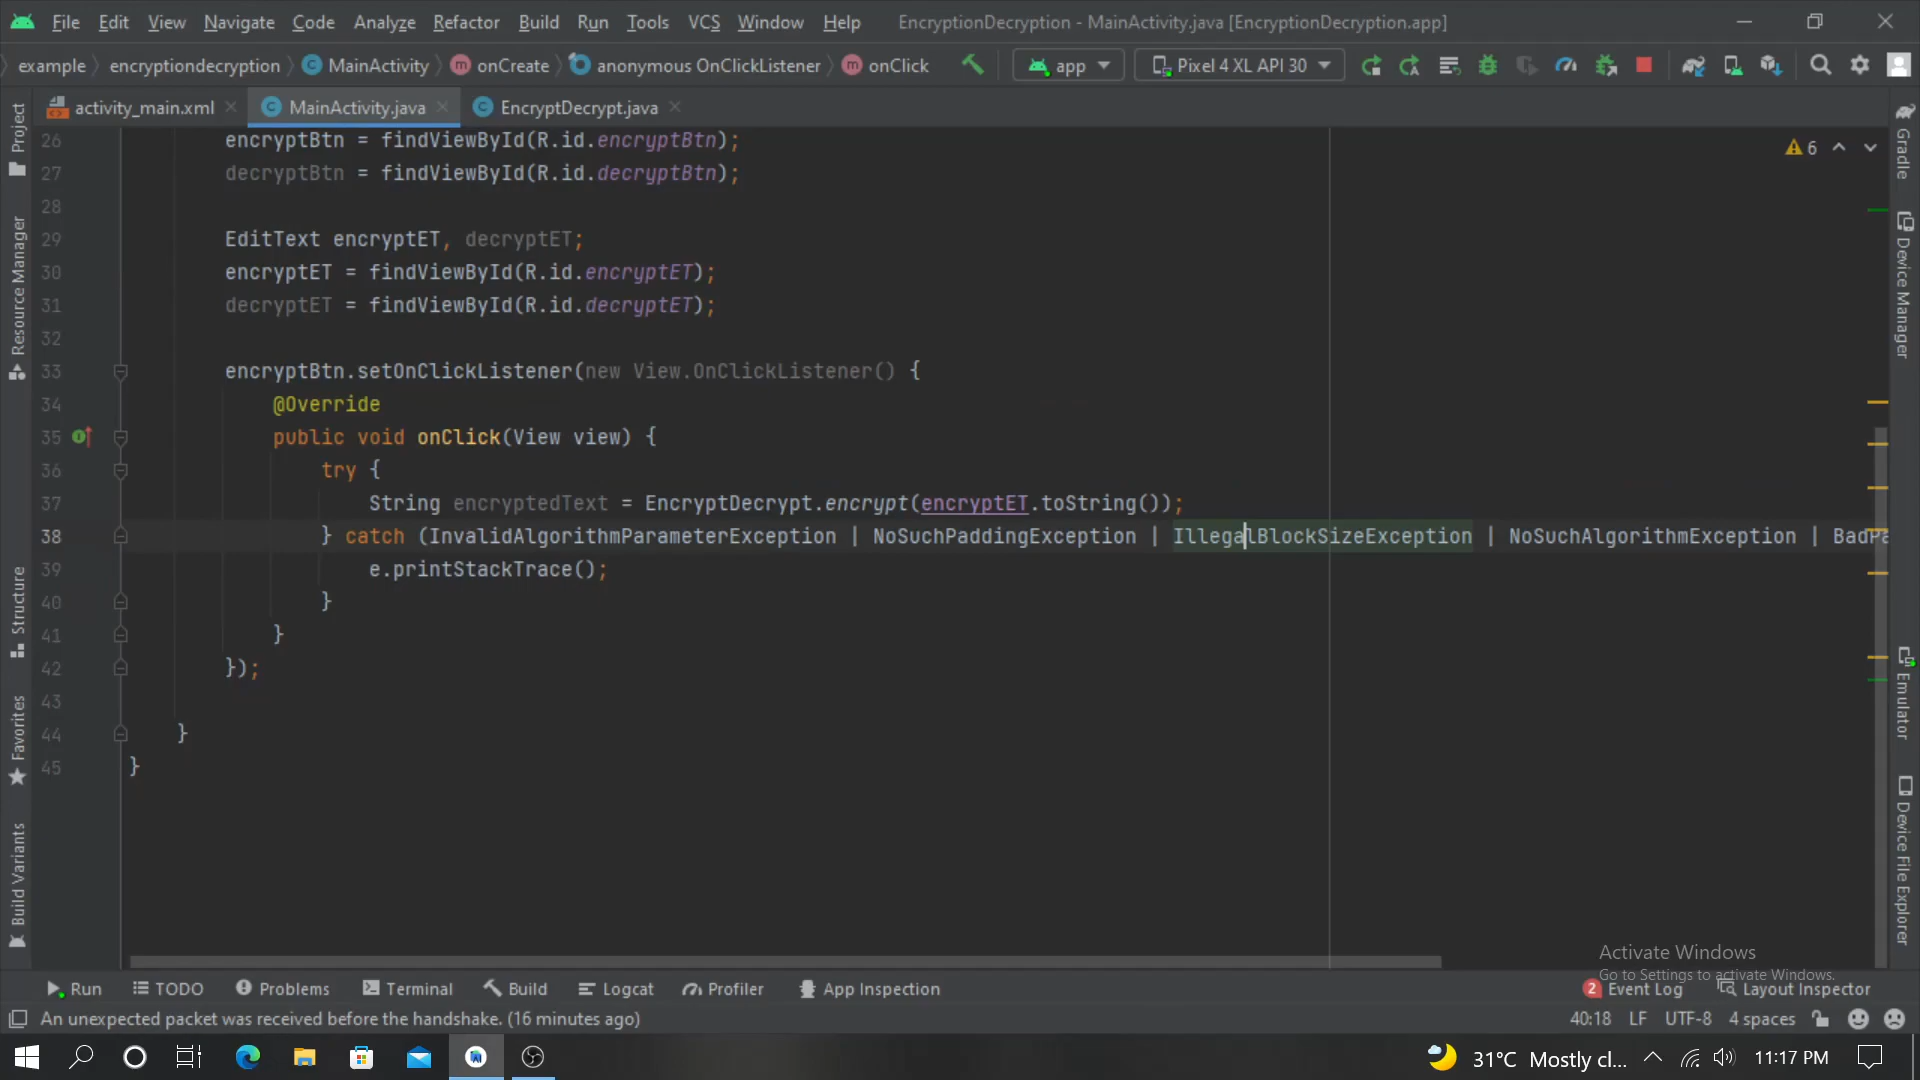 File Edit View Navigate Code Analyze Refactor Build Run Tools VCS Window Help EncryptionDecryption - MainActivity.java [EncryptionDecryption.app]
example encryptiondecryption MainActivity onCreate anonymous OnClickListener onClick app Pixel 4 XL API 30
activity_main.xml MainActivity.java EncryptDecrypt.java
Project
Resource Manager
Structure
Favorites
Build Variants
6
26 encryptBtn = findViewById(R.id.encryptBtn);
27 decryptBtn = findViewById(R.id.decryptBtn);
28
29 EditText encryptET, decryptET;
30 encryptET = findViewById(R.id.encryptET);
31 decryptET = findViewById(R.id.decryptET);
32
33 encryptBtn.setOnClickListener(new View.OnClickListener() {
34 @Override
35 public void onClick(View view) {
36 try {
37 String encryptedText = EncryptDecrypt.encrypt(encryptET.toString());
38 } catch (InvalidAlgorithmParameterException | NoSuchPaddingException | IllegalBlockSizeException | NoSuchAlgorithmException | BadPa
39 e.printStackTrace();
40 }
41 }
42 });
43
44 }
45 }
Gradle
Device Manager
Emulator
Device File Explorer
Activate Windows
Go to Settings to activate Windows.
Run TODO Problems Terminal Build Logcat Profiler App Inspection 2 Event Log Layout Inspector
An unexpected packet was received before the handshake. (16 minutes ago) 40:18 LF UTF-8 4 spaces
31°C Mostly cl... 11:17 PM